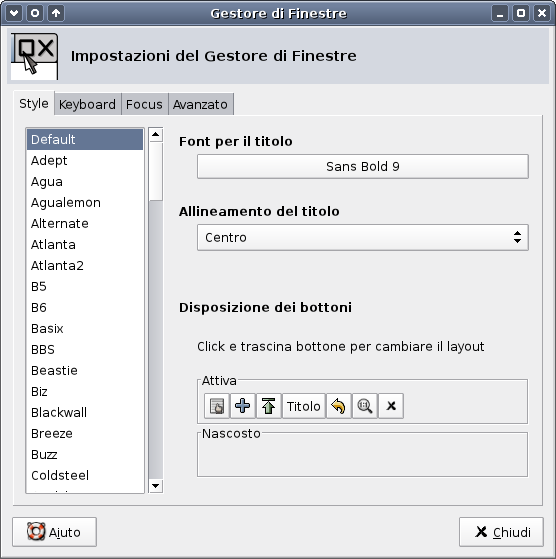 Gestore di Finestre
Impostazioni del Gestore di Finestre
Style Keyboard Focus Avanzato
Default
Adept
Agua
Agualemon
Alternate
Atlanta
Atlanta2
B5
B6
Basix
BBS
Beastie
Biz
Blackwall
Breeze
Buzz
Coldsteel
Font per il titolo
Sans Bold 9
Allineamento del titolo
Centro
Disposizione dei bottoni
Click e trascina bottone per cambiare il layout
Attiva
Titolo
Nascosto
Aiuto
Chiudi